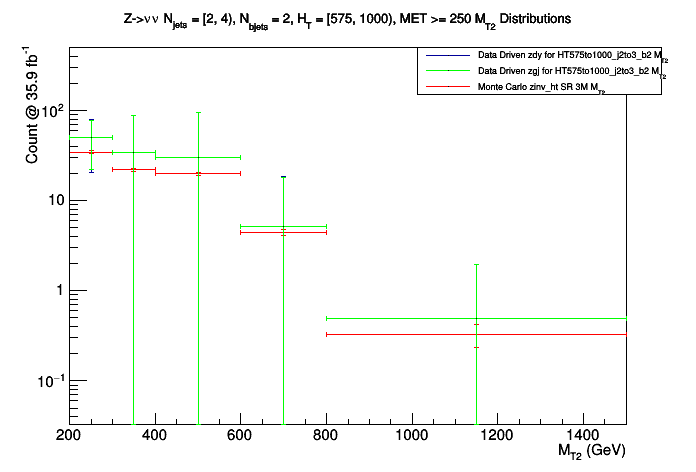 Z->νν N_jets = [2, 4), N_bjets = 2, H_T = [575, 1000), MET >= 250 M_T2 Distributions
Data Driven zdy for HT575to1000_j2to3_b2 M_T2
Data Driven zgj for HT575to1000_j2to3_b2 M_T2
Monte Carlo zinv_ht SR 3M M_T2
Count @ 35.9 fb^-1
10^2
10
1
10^-1
200 400 600 800 1000 1200 1400
M_T2 (GeV)